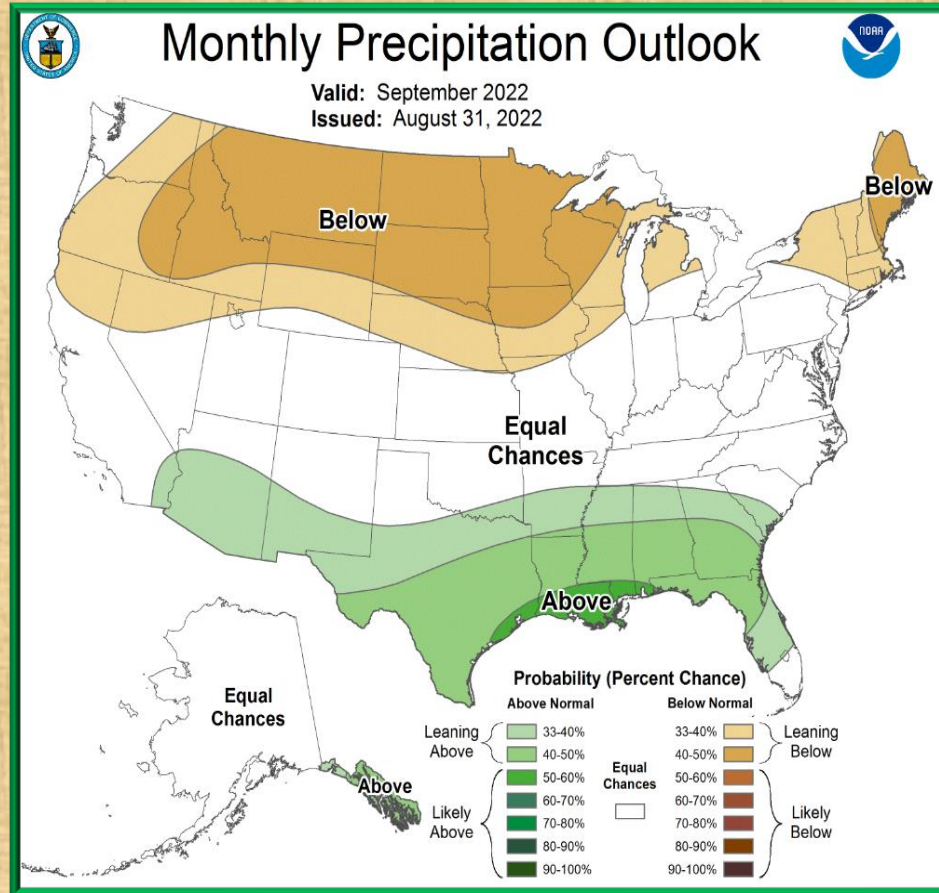 Monthly Precipitation Outlook
NOAA
Valid: September 2022
Issued: August 31, 2022
Below
Below
Equal
Chances
Above
Equal
Chances
Above
Probability (Percent Chance)
Above Normal
Below Normal
Leaning
Above
33-40%
40-50%
Likely
Above
50-60%
60-70%
70-80%
80-90%
90-100%
Equal
Chances
33-40%
40-50%
Leaning
Below
50-60%
60-70%
70-80%
80-90%
90-100%
Likely
Below